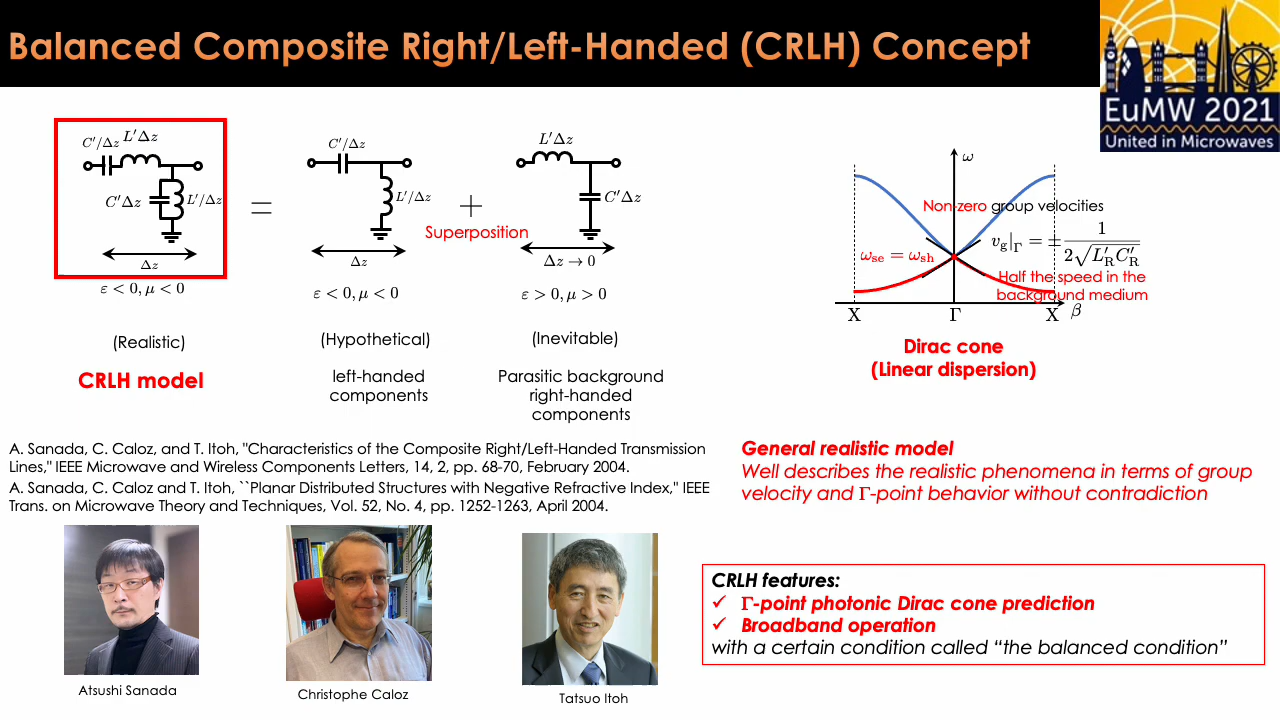 Balanced Composite Right/Left-Handed (CRLH) Concept
EuMW 2021
United in Microwaves
C′/Δz L′Δz
C′Δz L′/Δz
Δz
ε < 0, μ < 0
(Realistic)
CRLH model
=
C′/Δz
L′/Δz
Δz
ε < 0, μ < 0
(Hypothetical)
left-handed
components
+
Superposition
L′Δz
C′Δz
Δz → 0
ε > 0, μ > 0
(Inevitable)
Parasitic background
right-handed
components
ω
Non-zero group velocities
v_g|_Γ = ± 1 / 2√(L′_R C′_R)
ω_se = ω_sh
Half the speed in the
background medium
X Γ X β
Dirac cone
(Linear dispersion)
A. Sanada, C. Caloz, and T. Itoh, "Characteristics of the Composite Right/Left-Handed Transmission
Lines," IEEE Microwave and Wireless Components Letters, 14, 2, pp. 68-70, February 2004.
A. Sanada, C. Caloz and T. Itoh, ``Planar Distributed Structures with Negative Refractive Index," IEEE
Trans. on Microwave Theory and Techniques, Vol. 52, No. 4, pp. 1252-1263, April 2004.
General realistic model
Well describes the realistic phenomena in terms of group
velocity and Γ-point behavior without contradiction
Atsushi Sanada
Christophe Caloz
Tatsuo Itoh
CRLH features:
✓ Γ-point photonic Dirac cone prediction
✓ Broadband operation
with a certain condition called “the balanced condition”